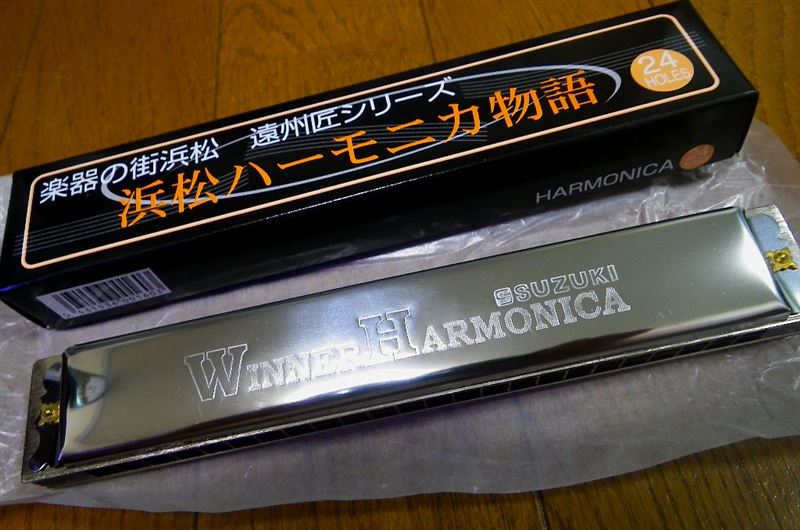 楽器の街浜松 遠州匠シリーズ
浜松ハーモニカ物語
24
HOLES
HARMONICA
SUZUKI
WINNER HARMONICA